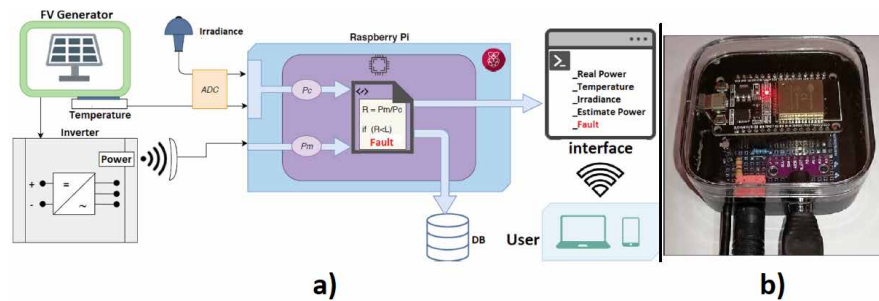 FV Generator
Irradiance
Raspberry Pi
ADC
Pc
Temperature
Inverter
Power
+
-
=
~
R = Pm/Pc
if (R<L)
Fault
Pm
_Real Power
_Temperature
_Irradiance
_Estimate Power
_Fault
interface
DB
User
a)
b)